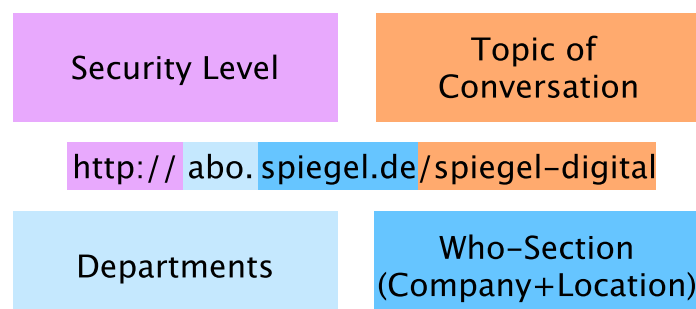 Security Level
Topic of
Conversation
http:// abo. spiegel.de/spiegel-digital
Departments
Who-Section
(Company+Location)